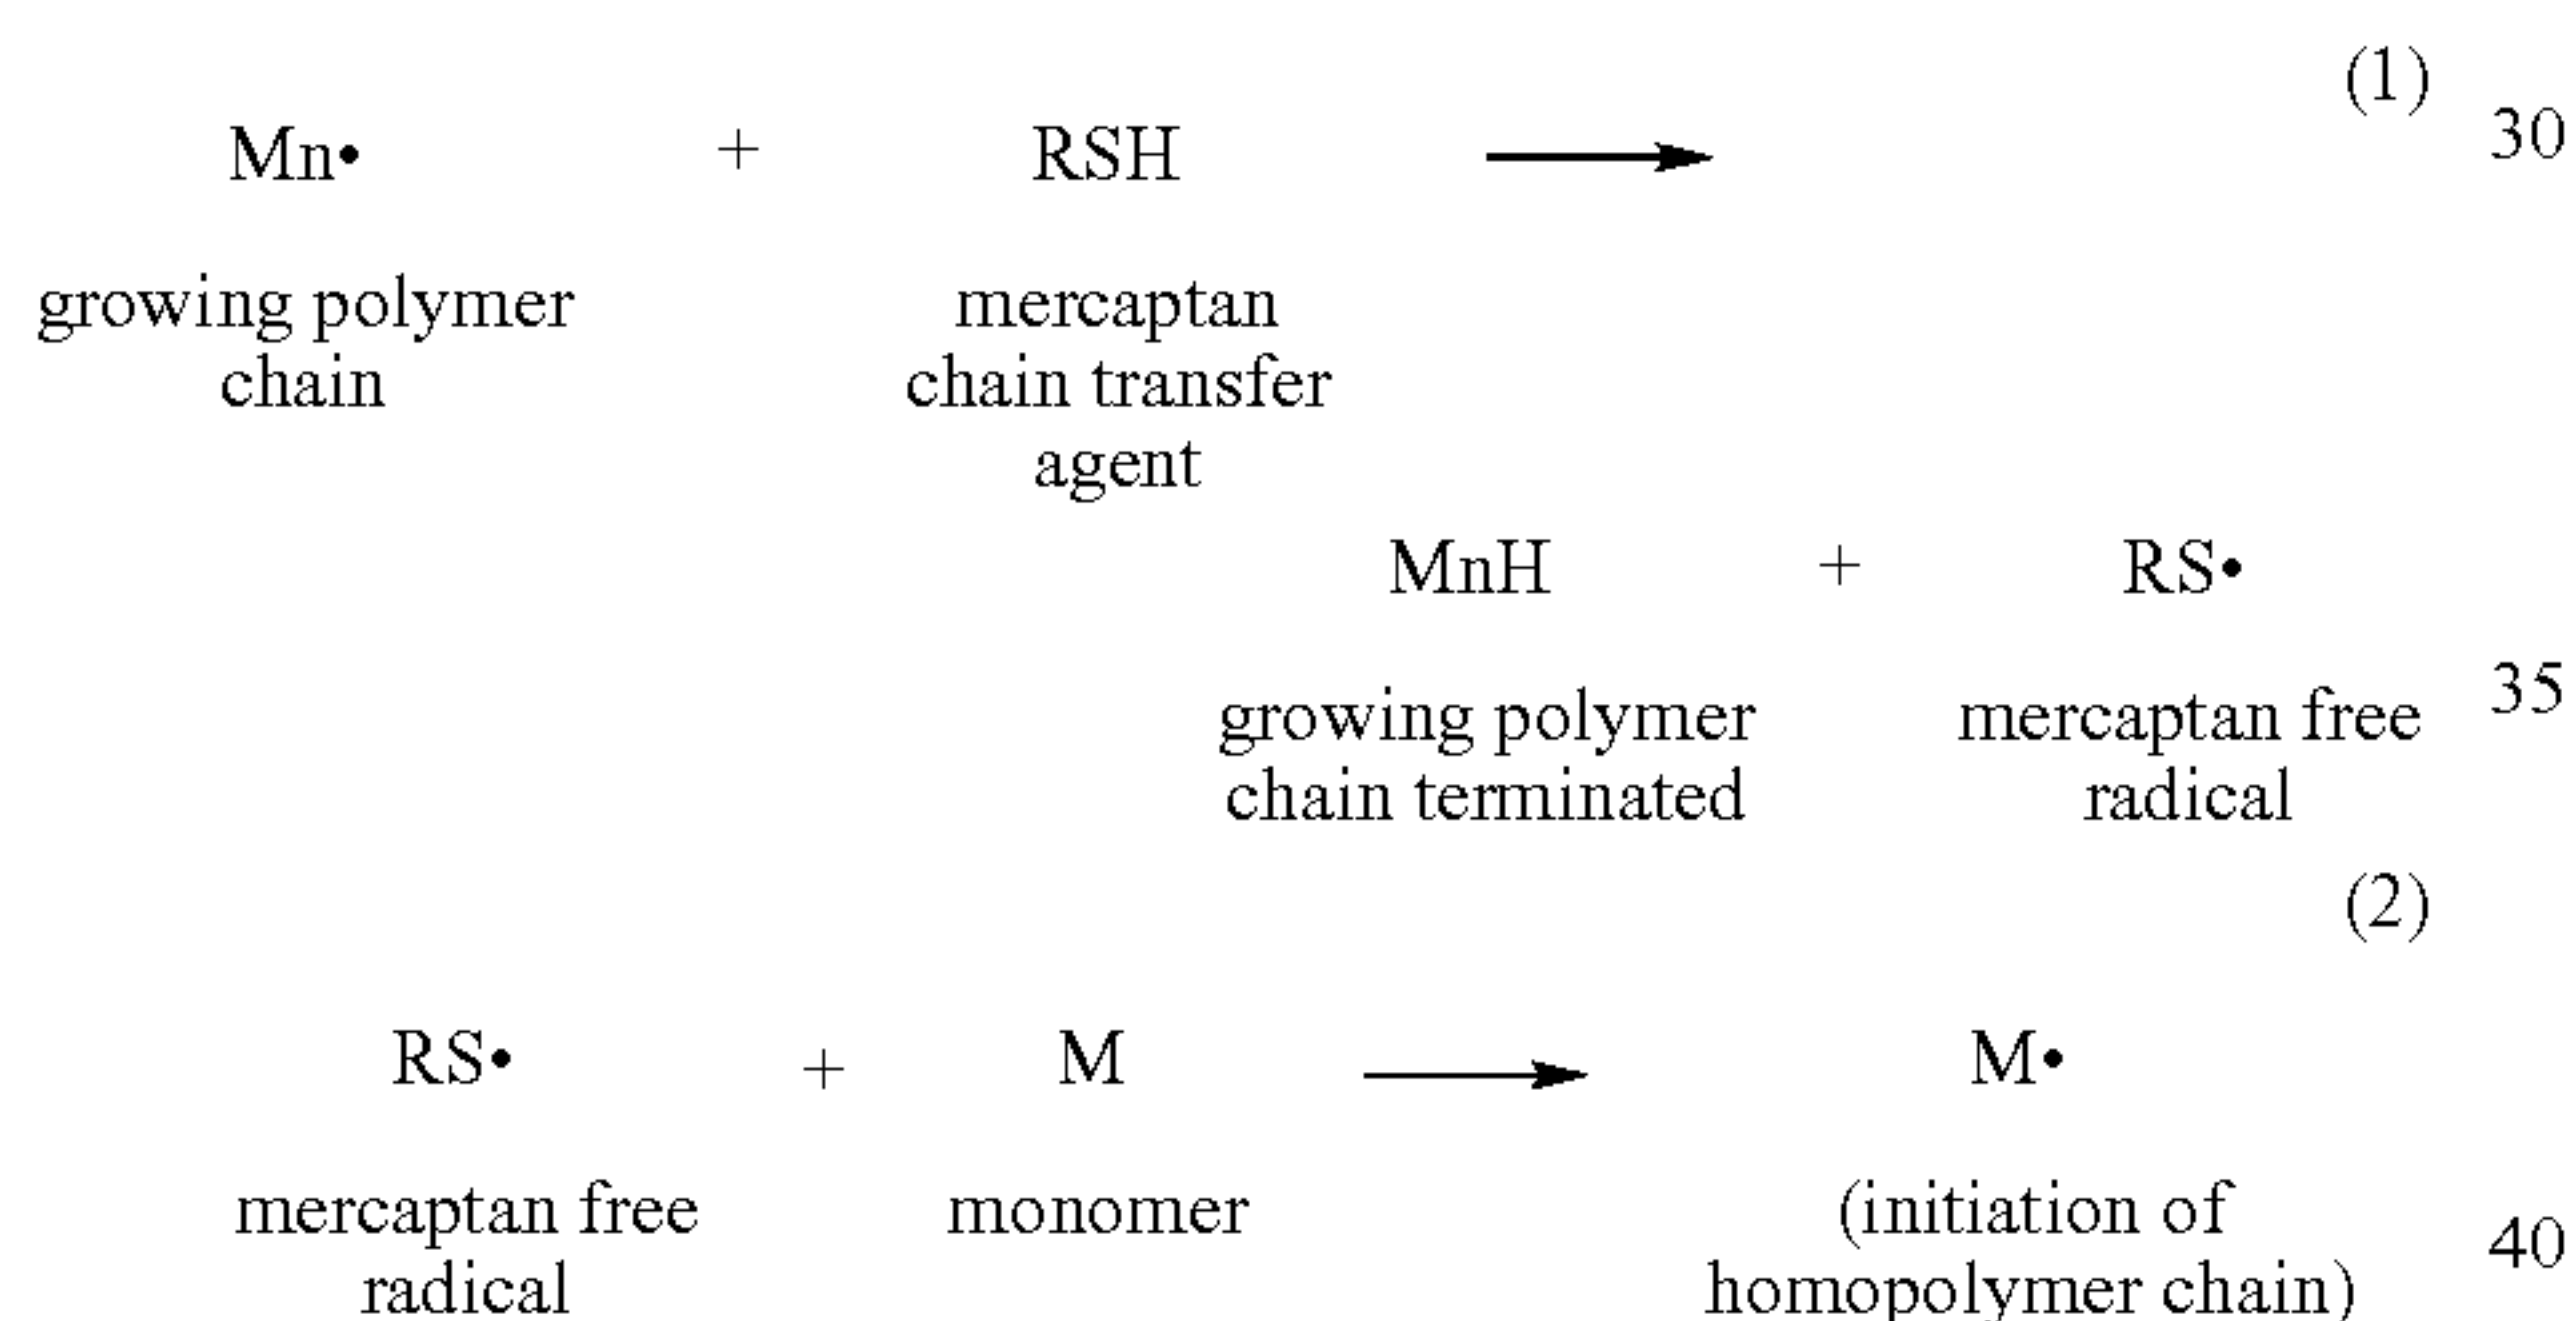 (1)
30
Mn• + RSH ⟶
growing polymer mercaptan
chain chain transfer
agent
MnH + RS•
35
growing polymer mercaptan free
chain terminated radical
(2)
RS• + M ⟶ M•
mercaptan free monomer (initiation of
40
radical homopolymer chain)